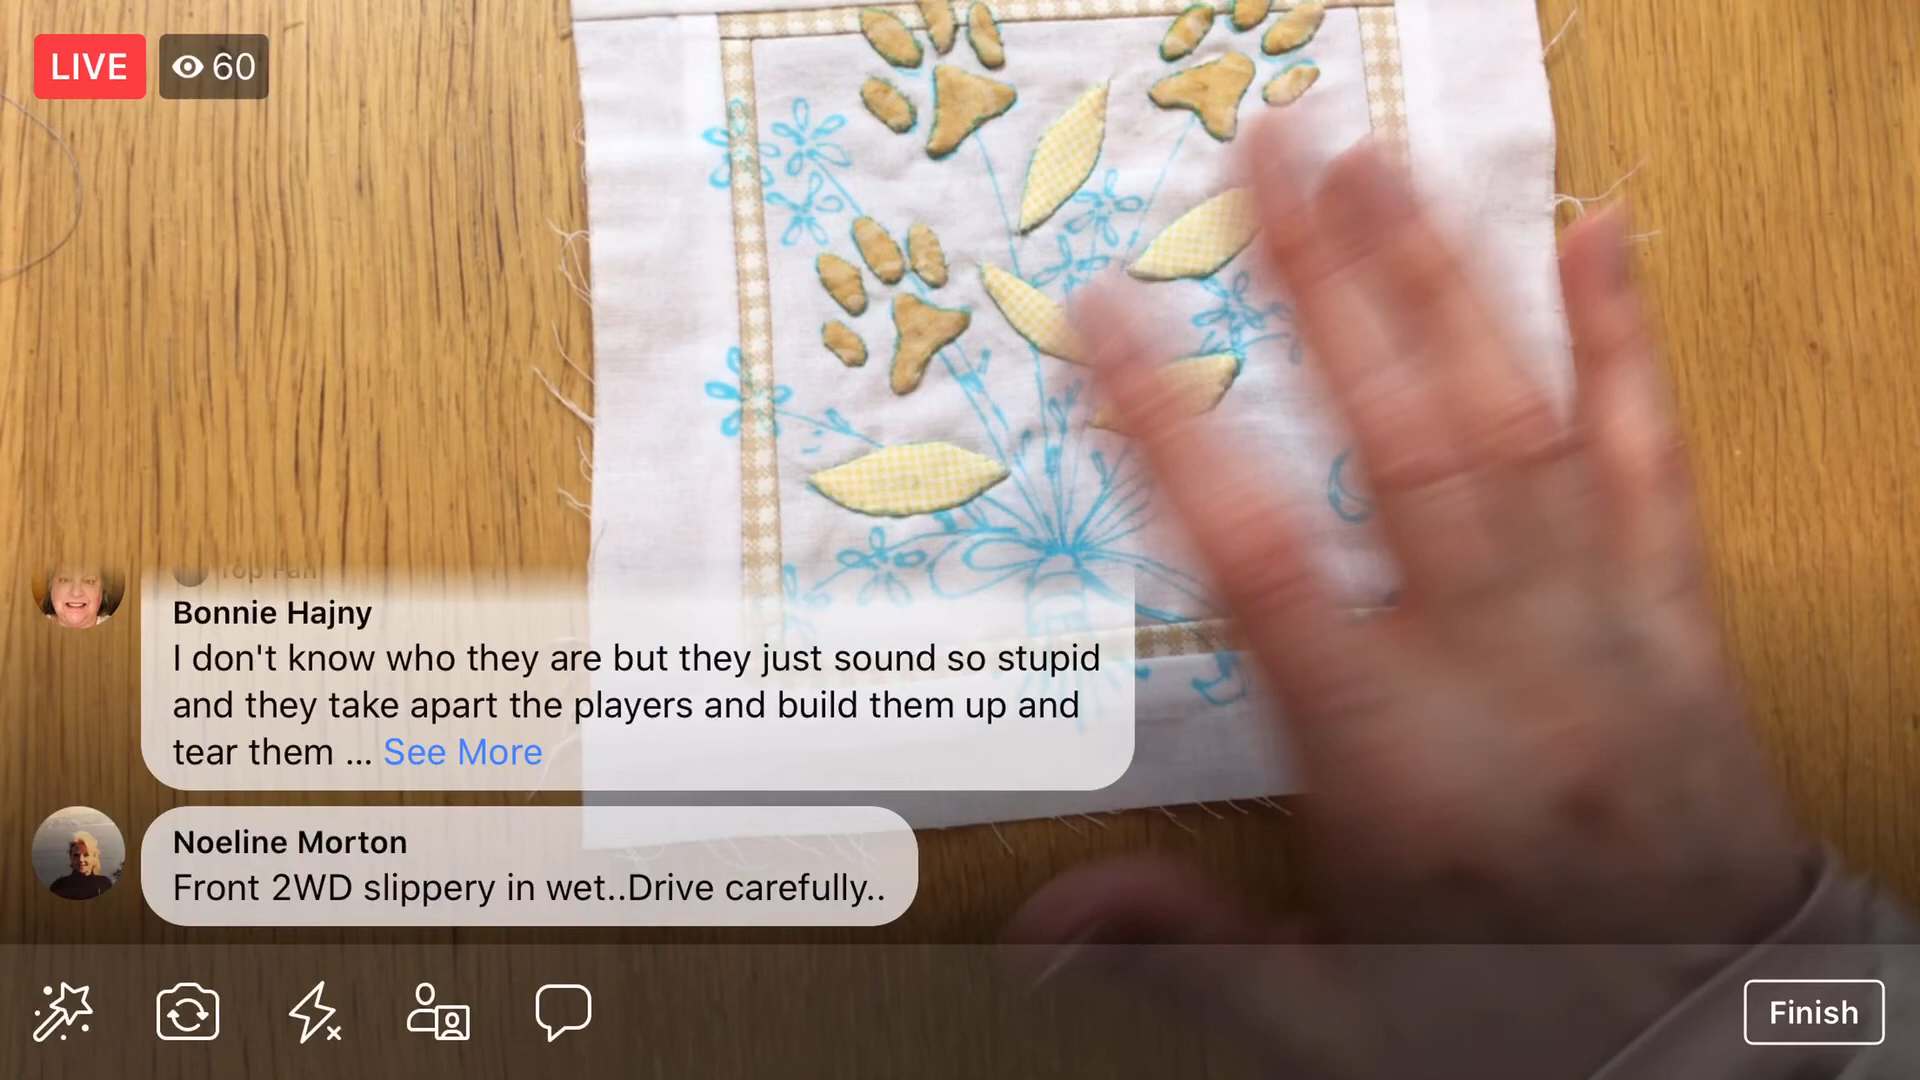 LIVE
60
Top Fan
Bonnie Hajny
I don't know who they are but they just sound so stupid
and they take apart the players and build them up and
tear them ... See More
Noeline Morton
Front 2WD slippery in wet..Drive carefully..
Finish